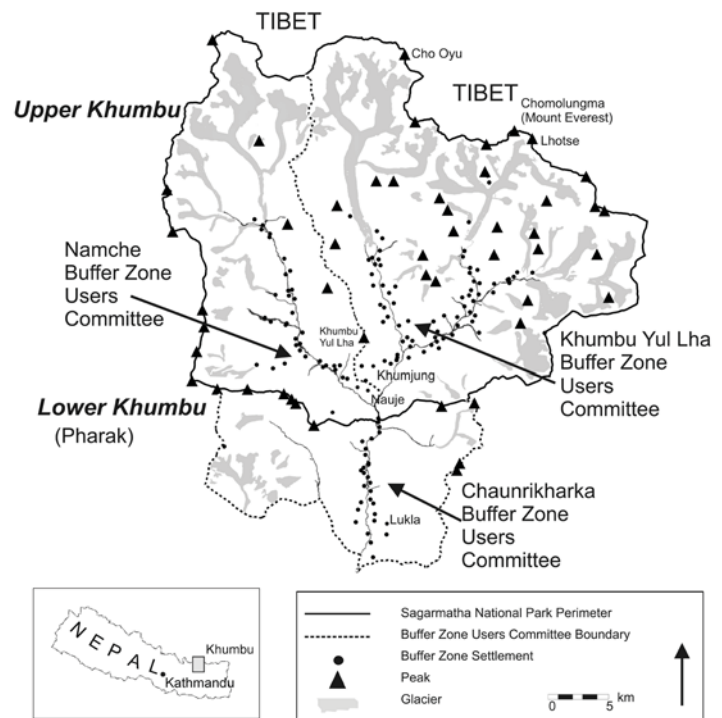 TIBET
Cho Oyu
Upper Khumbu
TIBET
Chomolungma
(Mount Everest)
Lhotse
Namche
Buffer Zone
Users
Committee
Khumbu
Yul Lha
Khumbu Yul Lha
Buffer Zone
Users
Committee
Khumjung
Nauje
Lower Khumbu
(Pharak)
Chaunrikharka
Buffer Zone
Users
Committee
Lukla
NEPAL
Khumbu
Kathmandu
Sagarmatha National Park Perimeter
Buffer Zone Users Committee Boundary
Buffer Zone Settlement
Peak
Glacier
0 5 km